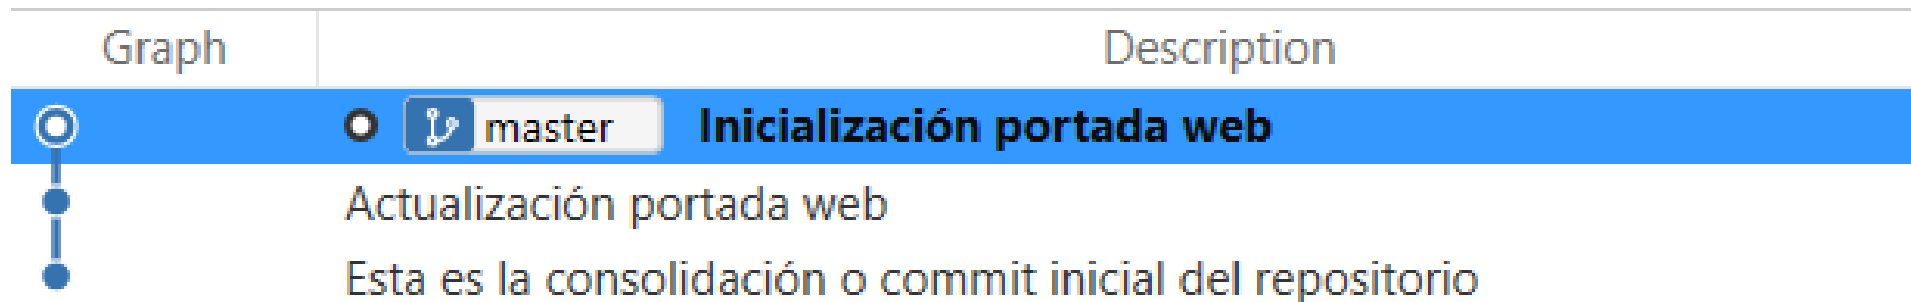 Graph Description
master Inicialización portada web
Actualización portada web
Esta es la consolidación o commit inicial del repositorio